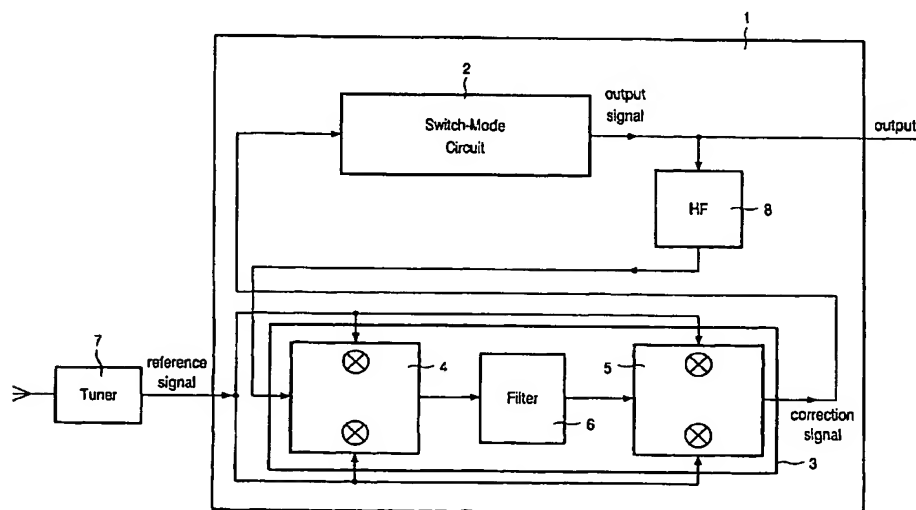 1
2
output
signal
Switch-Mode
Circuit
output
HF
8
7
reference
signal
Tuner
4
Filter
6
5
correction
signal
3